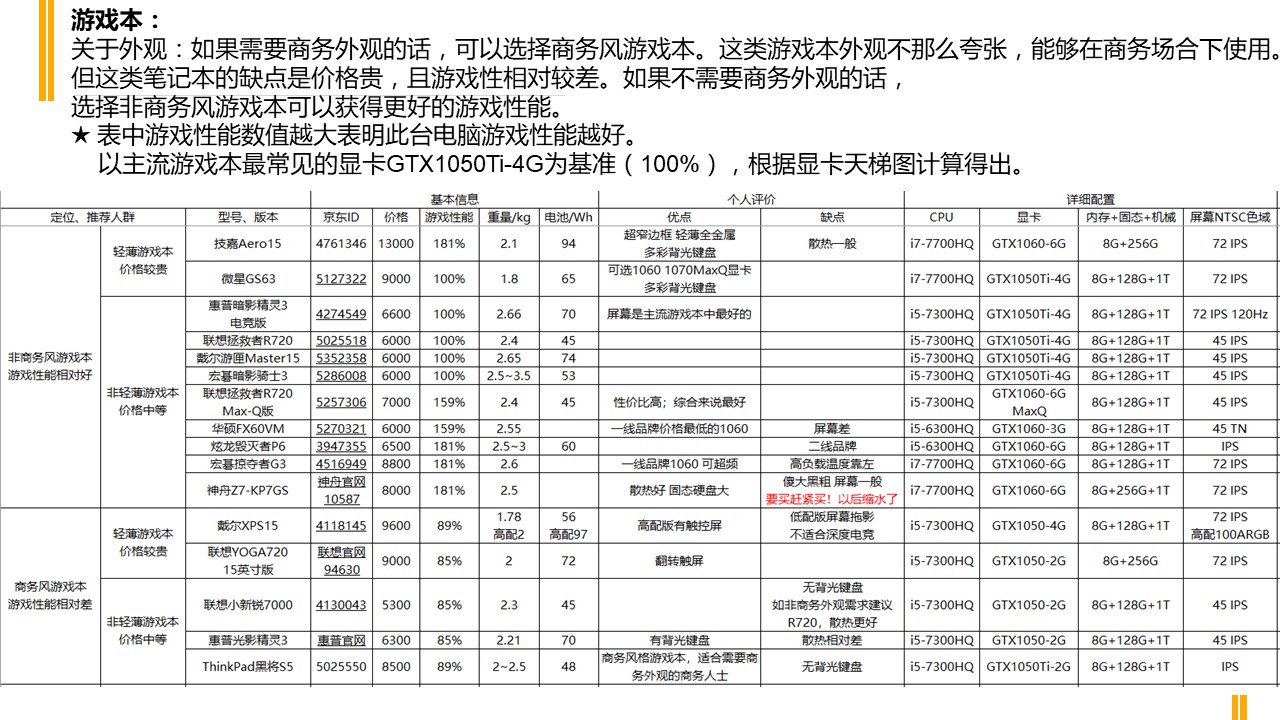 游戏本：
关于外观：如果需要商务外观的话，可以选择商务风游戏本。这类游戏本外观不那么夸张，能够在商务场合下使用。
但这类笔记本的缺点是价格贵，且游戏性相对较差。如果不需要商务外观的话，
选择非商务风游戏本可以获得更好的游戏性能。
★ 表中游戏性能数值越大表明此台电脑游戏性能越好。
以主流游戏本最常见的显卡GTX1050Ti-4G为基准（100%），根据显卡天梯图计算得出。
基本信息 个人评价 详细配置
定位、推荐人群 型号、版本 京东ID 价格 游戏性能 重量/kg 电池/Wh 优点 缺点 CPU 显卡 内存+固态+机械 屏幕NTSC色域
非商务风游戏本
游戏性能相对好
轻薄游戏本
价格较贵
技嘉Aero15 4761346 13000 181% 2.1 94 超窄边框 轻薄全金属
多彩背光键盘 散热一般 i7-7700HQ GTX1060-6G 8G+256G 72 IPS
微星GS63 5127322 9000 100% 1.8 65 可选1060 1070MaxQ显卡
多彩背光键盘 i7-7700HQ GTX1050Ti-4G 8G+128G+1T 72 IPS
非轻薄游戏本
价格中等
惠普暗影精灵3
电竞版 4274549 6600 100% 2.66 70 屏幕是主流游戏本中最好的 i5-7300HQ GTX1050Ti-4G 8G+128G+1T 72 IPS 120Hz
联想拯救者R720 5025518 6000 100% 2.4 45 i5-7300HQ GTX1050Ti-4G 8G+128G+1T 45 IPS
戴尔游匣Master15 5352358 6000 100% 2.65 74 i5-7300HQ GTX1050Ti-4G 8G+128G+1T 45 IPS
宏碁暗影骑士3 5286008 6000 100% 2.5~3.5 53 i5-7300HQ GTX1050Ti-4G 8G+128G+1T 45 IPS
联想拯救者R720
Max-Q版 5257306 7000 159% 2.4 45 性价比高；综合来说最好 i5-7300HQ GTX1060-6G
MaxQ 8G+128G+1T 45 IPS
华硕FX60VM 5270321 6000 159% 2.55 一线品牌价格最低的1060 屏幕差 i5-6300HQ GTX1060-3G 8G+128G+1T 45 TN
炫龙毁灭者P6 3947355 6500 181% 2.5~3 60 二线品牌 i5-6300HQ GTX1060-6G 8G+128G+1T IPS
宏碁掠夺者G3 4516949 8800 181% 2.6 一线品牌1060 可超频 高负载温度靠左 i7-7700HQ GTX1060-6G 8G+128G+1T 72 IPS
神舟Z7-KP7GS 神舟官网
10587 8000 181% 2.5 散热好 固态硬盘大 傻大黑粗 屏幕一般
要买赶紧买！以后缩水了 i7-7700HQ GTX1060-6G 8G+256G+1T 72 IPS
商务风游戏本
游戏性能相对差
轻薄游戏本
价格较贵
戴尔XPS15 4118145 9600 89% 1.78
高配2 56
高配97 高配版有触控屏 低配版屏幕拖影
不适合深度电竞 i5-7300HQ GTX1050-4G 8G+128G+1T 72 IPS
高配100ARGB
联想YOGA720
15英寸版 联想官网
94630 9000 85% 2 72 翻转触屏 i5-7300HQ GTX1050-2G 8G+256G 72 IPS
非轻薄游戏本
价格中等
联想小新锐7000 4130043 5300 85% 2.3 45 无背光键盘
如非商务外观需求建议
R720，散热更好 i5-7300HQ GTX1050-2G 8G+128G+1T 45 IPS
惠普光影精灵3 惠普官网 6300 85% 2.21 70 有背光键盘 散热相对差 i5-7300HQ GTX1050-2G 8G+128G+1T 45 IPS
ThinkPad黑将S5 5025550 8500 89% 2~2.5 48 商务风格游戏本，适合需要商
务外观的商务人士 无背光键盘 i5-7300HQ GTX1050Ti-2G 8G+128G+1T IPS